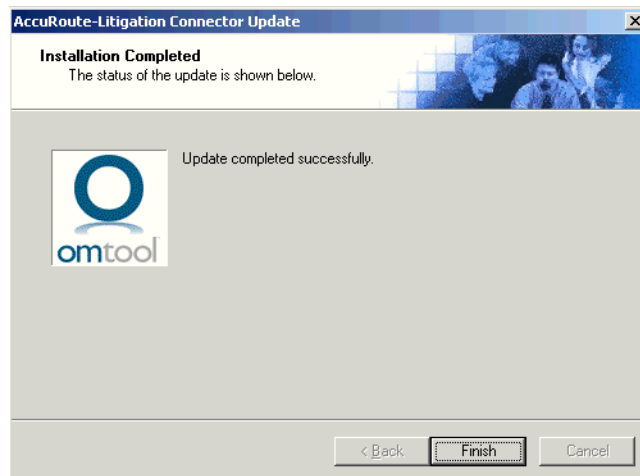 AccuRoute-Litigation Connector Update
Installation Completed
The status of the update is shown below.
Update completed successfully.
omtool
< Back
Finish
Cancel